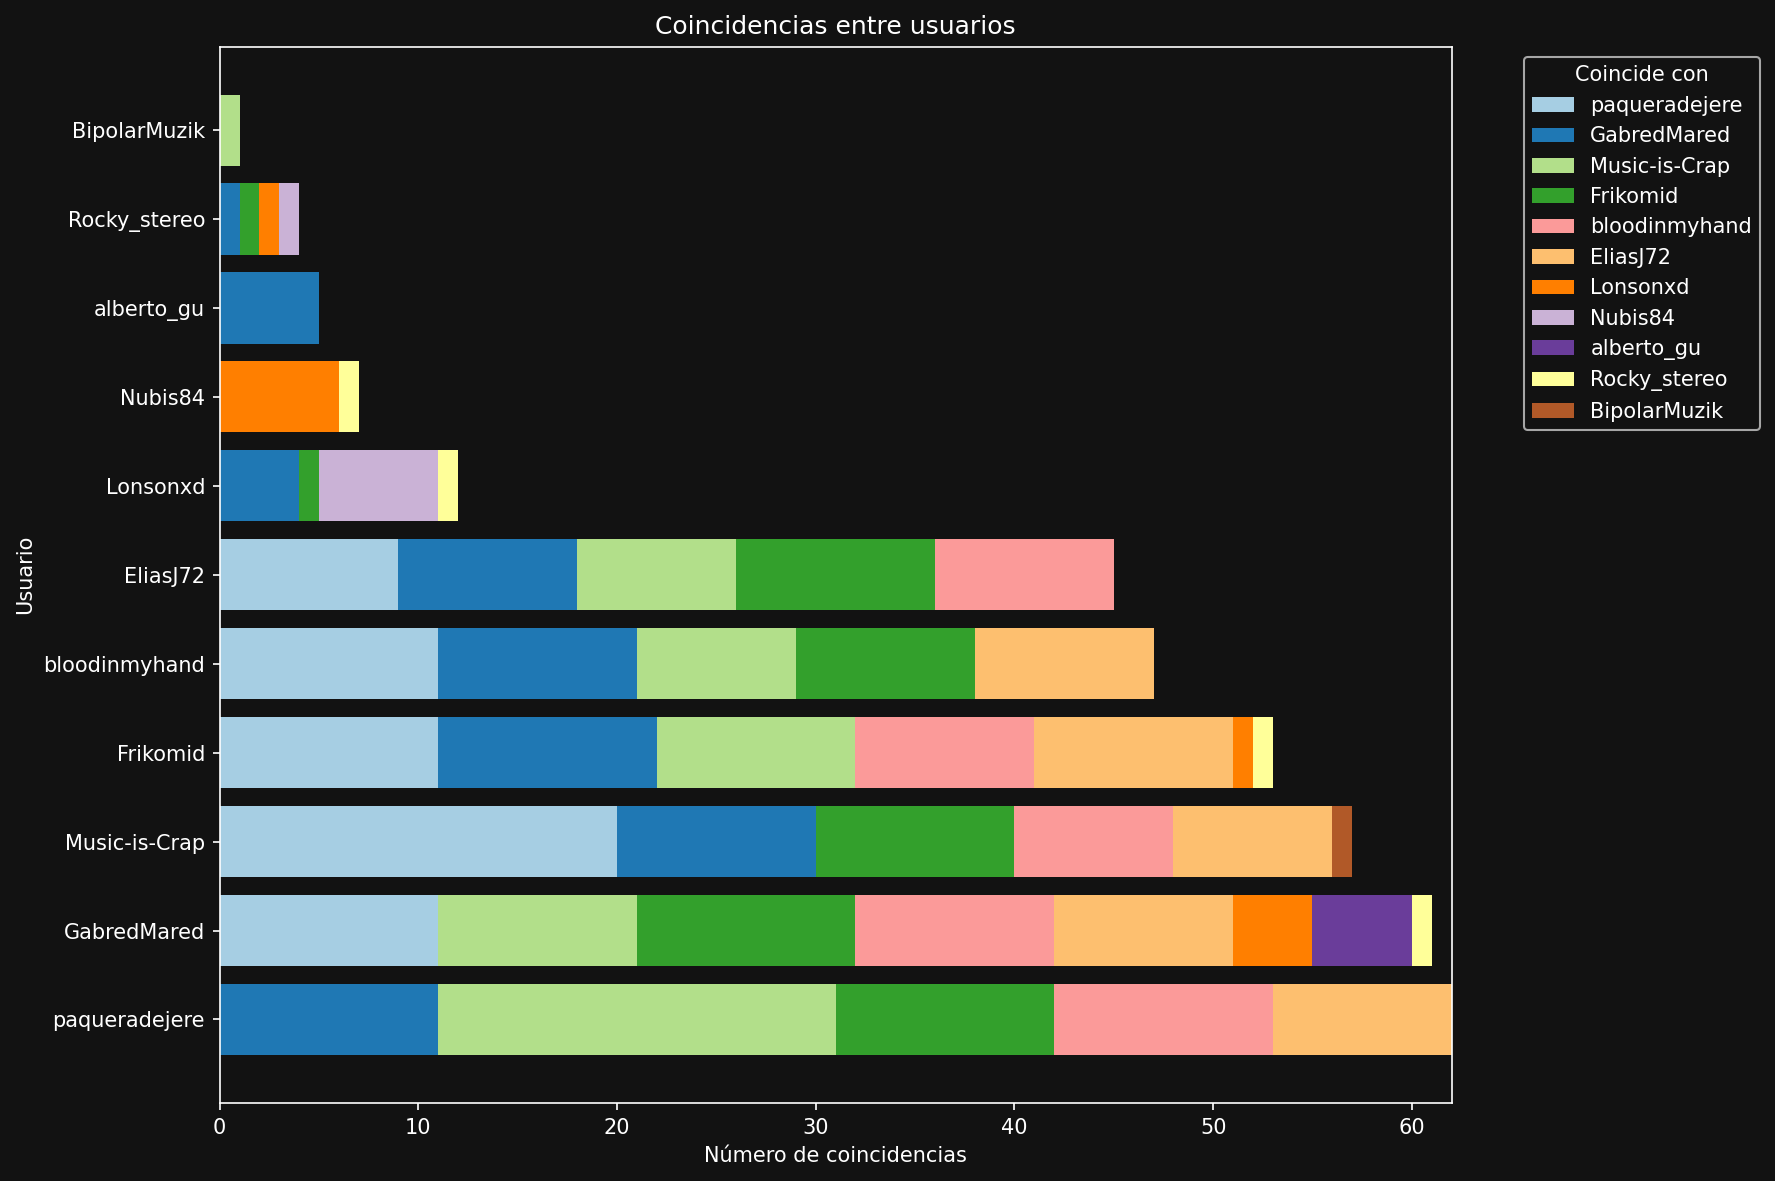 Coincidencias entre usuarios
Coincide con
paqueradejere
GabredMared
Music-is-Crap
Frikomid
bloodinmyhand
EliasJ72
Lonsonxd
Nubis84
alberto_gu
Rocky_stereo
BipolarMuzik
Usuario
BipolarMuzik
Rocky_stereo
alberto_gu
Nubis84
Lonsonxd
EliasJ72
bloodinmyhand
Frikomid
Music-is-Crap
GabredMared
paqueradejere
0 10 20 30 40 50 60
Número de coincidencias